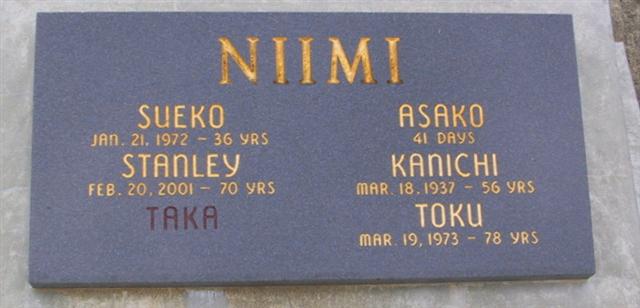 NIIMI
SUEKO
JAN. 21, 1972 – 36 YRS
STANLEY
FEB. 20, 2001 – 70 YRS
TAKA
ASAKO
41 DAYS
KANICHI
MAR. 18, 1937 – 56 YRS
TOKU
MAR. 19, 1973 – 78 YRS